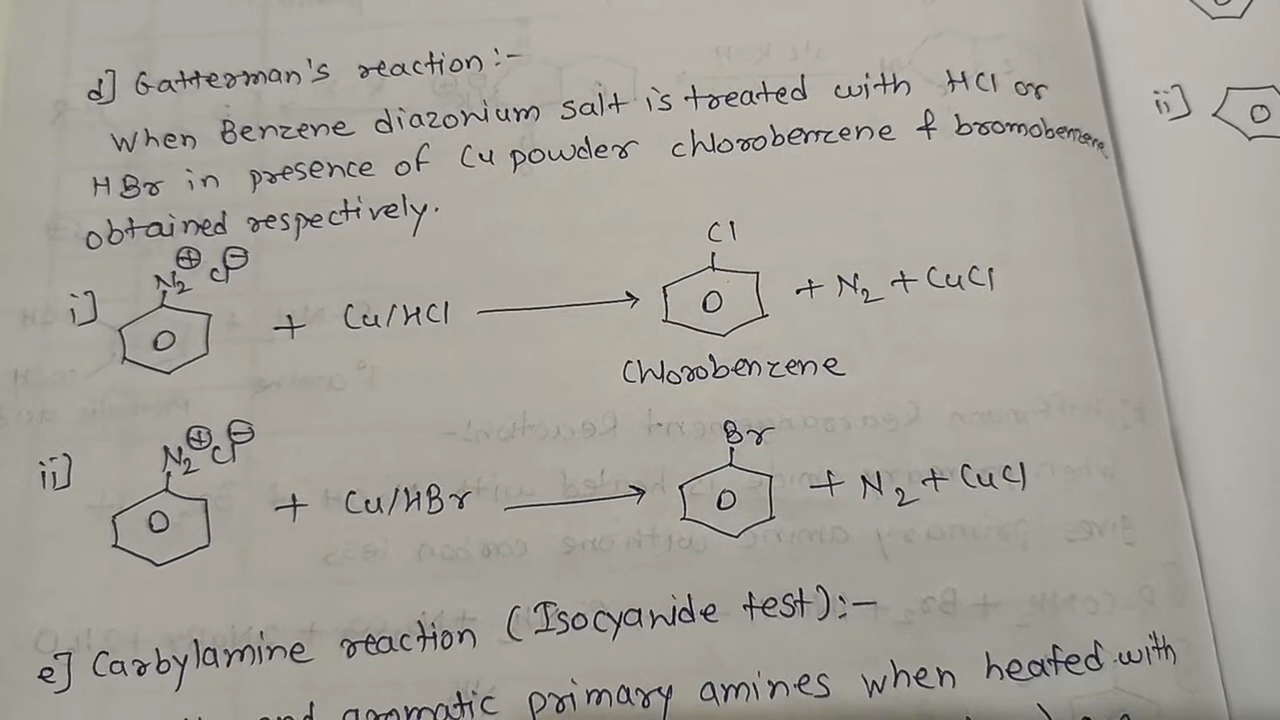 d] Gatterman's reaction :-
When Benzene diazonium salt is treated with HCl or
HBr in presence of Cu powder chlorobenzene & bromobenzene
obtained respectively.
N₂⊕ Cl⊖
Cl
i] + Cu/HCl ⟶ + N₂ + CuCl
Chlorobenzene
N₂⊕ Cl⊖
Br
ii] + Cu/HBr ⟶ + N₂ + CuCl
e] Carbylamine reaction (Isocyanide test):-
and aromatic primary amines when heated with
ii]